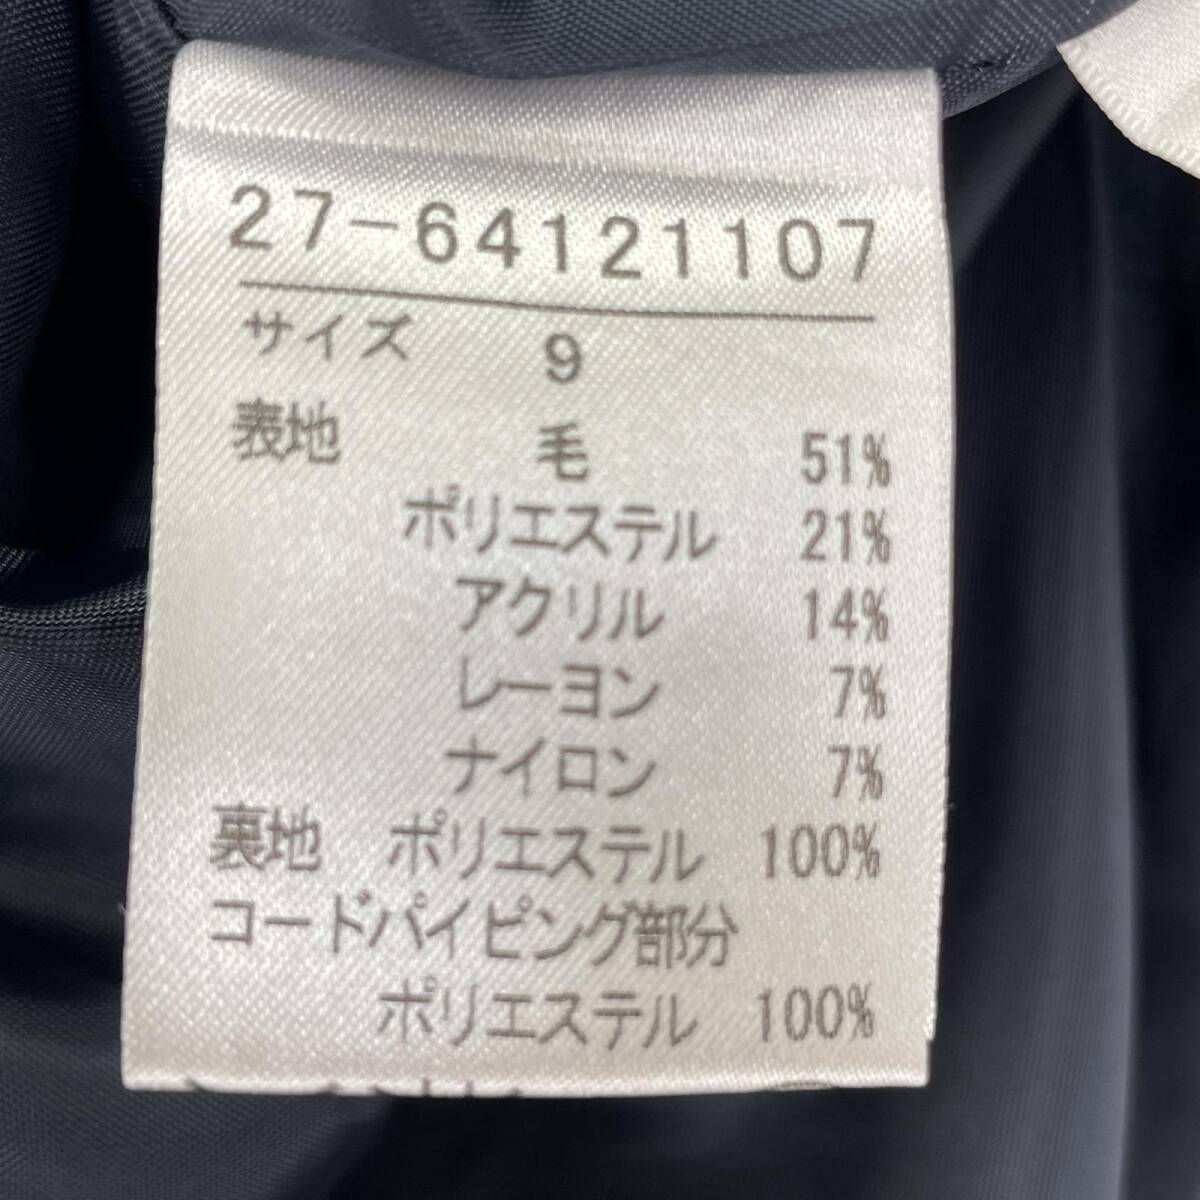 27-64121107
サイズ 9
表地 毛 51%
ポリエステル 21%
アクリル 14%
レーヨン 7%
ナイロン 7%
裏地 ポリエステル 100%
コードパイピング部分
ポリエステル 100%